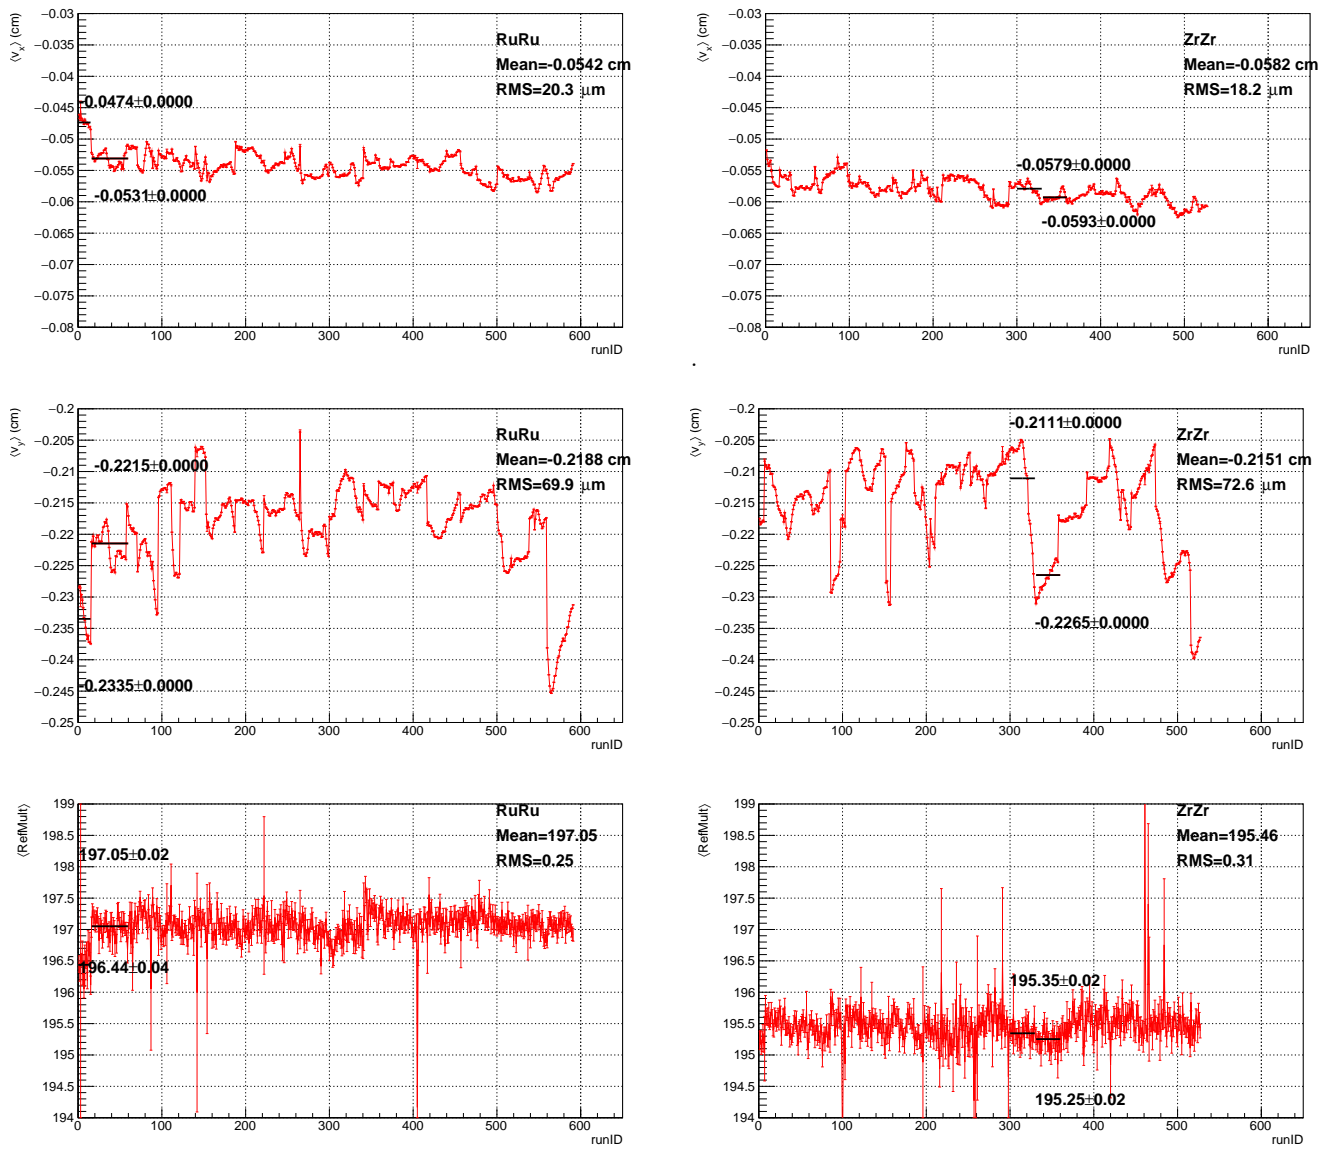 ⟨v_x⟩ (cm)
−0.03
−0.035
−0.04
−0.045
−0.05
−0.055
−0.06
−0.065
−0.07
−0.075
−0.08
RuRu
Mean=-0.0542 cm
RMS=20.3 μm
-0.0474±0.0000
-0.0531±0.0000
0 100 200 300 400 500 600
runID
⟨v_x⟩ (cm)
−0.03
−0.035
−0.04
−0.045
−0.05
−0.055
−0.06
−0.065
−0.07
−0.075
−0.08
ZrZr
Mean=-0.0582 cm
RMS=18.2 μm
-0.0579±0.0000
-0.0593±0.0000
0 100 200 300 400 500 600
runID
.
⟨v_y⟩ (cm)
−0.2
−0.205
−0.21
−0.215
−0.22
−0.225
−0.23
−0.235
−0.24
−0.245
−0.25
RuRu
Mean=-0.2188 cm
RMS=69.9 μm
-0.2215±0.0000
-0.2335±0.0000
0 100 200 300 400 500 600
runID
⟨v_y⟩ (cm)
−0.2
−0.205
−0.21
−0.215
−0.22
−0.225
−0.23
−0.235
−0.24
−0.245
−0.25
ZrZr
Mean=-0.2151 cm
RMS=72.6 μm
-0.2111±0.0000
-0.2265±0.0000
0 100 200 300 400 500 600
runID
⟨RefMult⟩
199
198.5
198
197.5
197
196.5
196
195.5
195
194.5
194
RuRu
Mean=197.05
RMS=0.25
197.05±0.02
196.44±0.04
0 100 200 300 400 500 600
runID
⟨RefMult⟩
199
198.5
198
197.5
197
196.5
196
195.5
195
194.5
194
ZrZr
Mean=195.46
RMS=0.31
195.35±0.02
195.25±0.02
0 100 200 300 400 500 600
runID